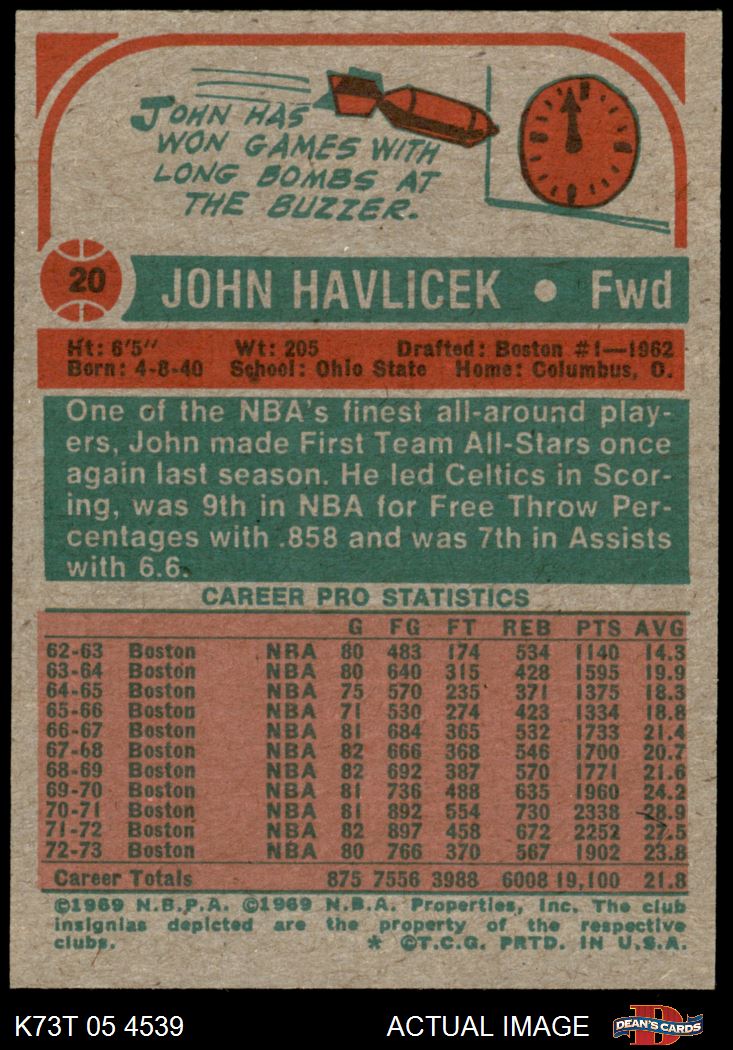 JOHN HAS
WON GAMES WITH
LONG BOMBS AT
THE BUZZER.
20 JOHN HAVLICEK • Fwd
Ht: 6'5" Wt: 205 Drafted: Boston #1—1962
Born: 4-8-40 School: Ohio State Home: Columbus, O.
One of the NBA's finest all-around play-
ers, John made First Team All-Stars once
again last season. He led Celtics in Scor-
ing, was 9th in NBA for Free Throw Per-
centages with .858 and was 7th in Assists
with 6.6.
CAREER PRO STATISTICS
G FG FT REB PTS AVG
62-63 Boston NBA 80 483 174 534 1140 14.3
63-64 Boston NBA 80 640 315 428 1595 19.9
64-65 Boston NBA 75 570 235 371 1375 18.3
65-66 Boston NBA 71 530 274 423 1334 18.8
66-67 Boston NBA 81 684 365 532 1733 21.4
67-68 Boston NBA 82 666 368 546 1700 20.7
68-69 Boston NBA 82 692 387 570 1771 21.6
69-70 Boston NBA 81 736 488 635 1960 24.2
70-71 Boston NBA 81 892 554 730 2338 28.9
71-72 Boston NBA 82 897 458 672 2252 27.5
72-73 Boston NBA 80 766 370 567 1902 23.8
Career Totals 875 7556 3988 6008 19,100 21.8
©1969 N.B.P.A. ©1969 N.B.A. Properties, Inc. The club
insignias depicted are the property of the respective
clubs. * ©T.C.G. PRTD. IN U.S.A.
K73T 05 4539 ACTUAL IMAGE DEAN'S CARDS